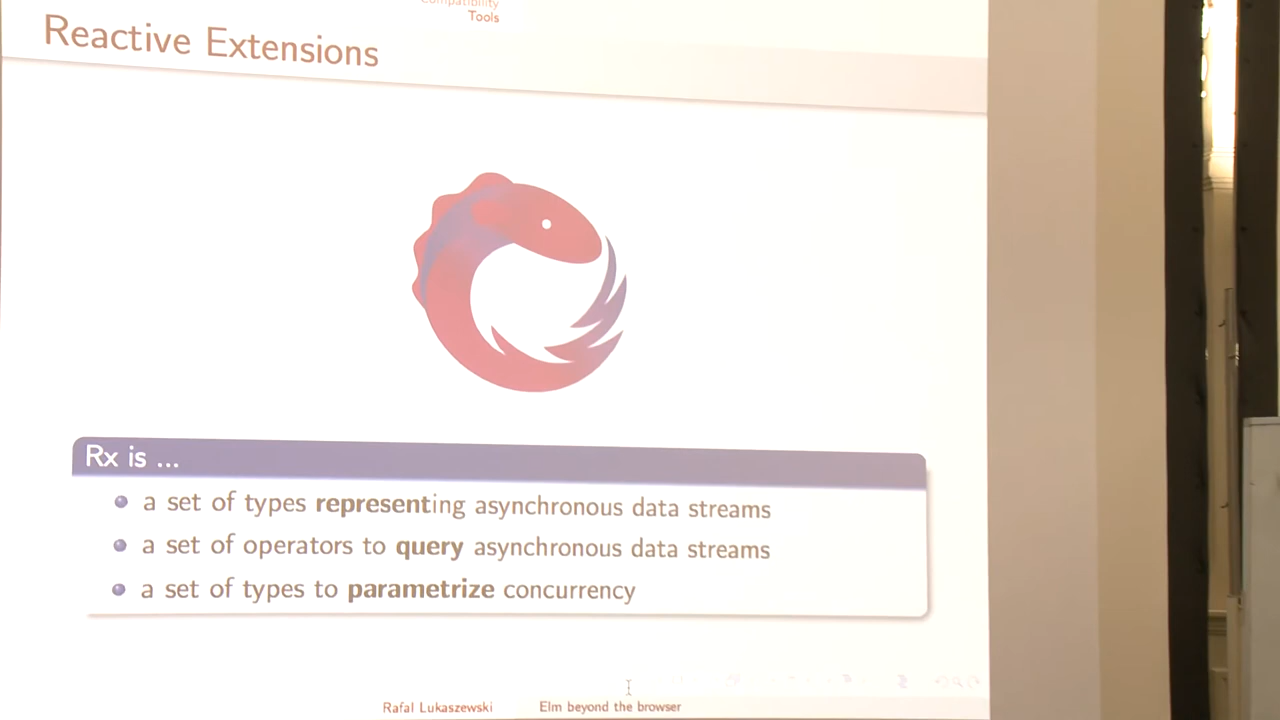 Compatibility
Tools
Reactive Extensions
Rx is ...
a set of types representing asynchronous data streams
a set of operators to query asynchronous data streams
a set of types to parametrize concurrency
Rafal Lukaszewski Elm beyond the browser